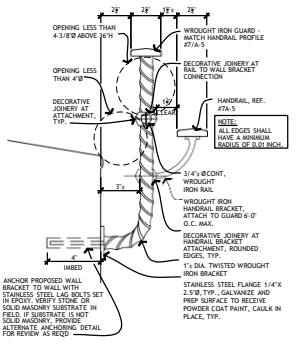 2½" 2½" 2½" 2½"
OPENING LESS THAN
4-3/8"Ø ABOVE 36"H
WROUGHT IRON GUARD -
MATCH HANDRAIL PROFILE
#7A-5
OPENING LESS
THAN 4"Ø
DECORATIVE JOINERY AT
RAIL TO WALL BRACKET
CONNECTION
DECORATIVE
JOINERY AT
ATTACHMENT,
TYP.
CLEAR
HANDRAIL, REF.
#7/A-5
NOTE:
ALL EDGES SHALL
HAVE A MINIMUM
RADIUS OF 0.01 INCH.
3"±
3/4"± Ø CONT,
WROUGHT
IRON RAIL
WROUGHT IRON
HANDRAIL BRACKET,
ATTACH TO GUARD 6'-0"
O.C. MAX.
DECORATIVE JOINERY AT
HANDRAIL BRACKET
ATTACHMENT, ROUNDED
EDGES, TYP.
1"± DIA. TWISTED WROUGHT
IRON BRACKET
4"
IMBED
STAINLESS STEEL FLANGE 1/4"X
2.5"Ø, TYP., GALVANIZE AND
PREP SURFACE TO RECEIVE
POWDER COAT PAINT, CAULK IN
PLACE, TYP.
ANCHOR PROPOSED WALL
BRACKET TO WALL WITH
STAINLESS STEEL LAG BOLTS SET
IN EPOXY. VERIFY STONE OR
SOLID MASONRY SUBSTRATE IN
FIELD. IF SUBSTRATE IS NOT
SOLID MASONRY, PROVIDE
ALTERNATE ANCHORING DETAIL
FOR REVIEW AS REQ'D